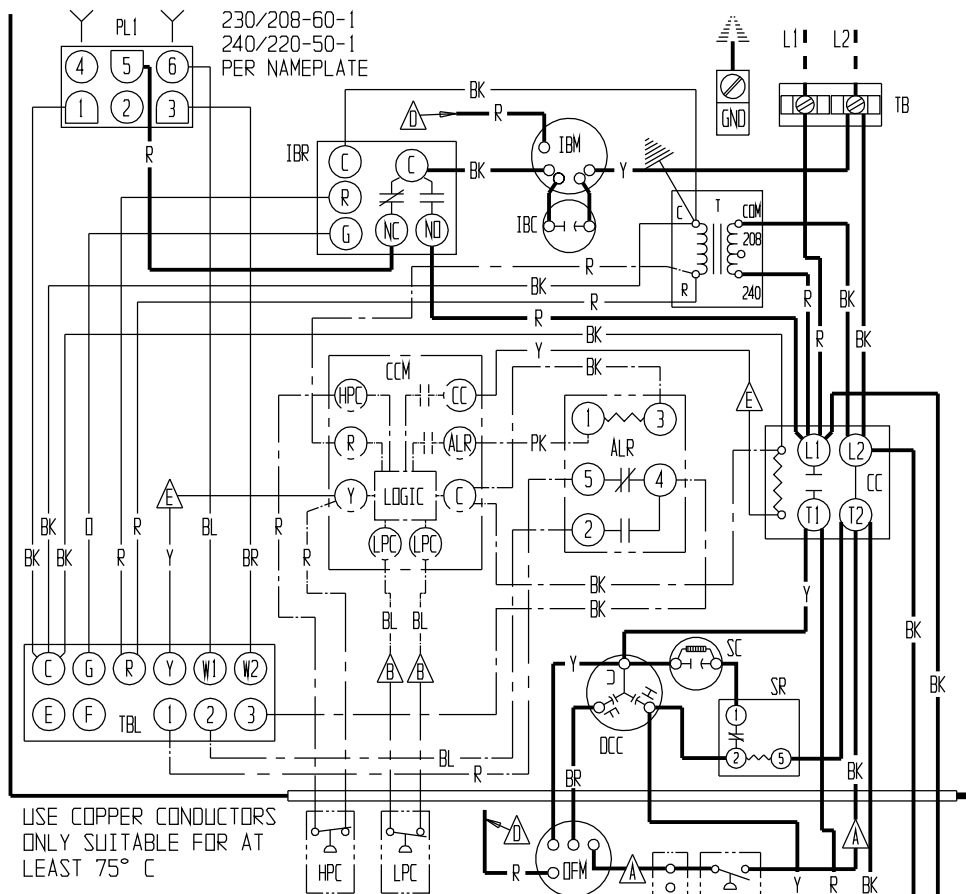 PL1
230/208-60-1
240/220-50-1
PER NAMEPLATE
4
5
6
1
2
3
L1
L2
GND
TB
BK
D
R
IBM
IBR
C
C
R
G
NC
NO
BK
Y
IBC
R
C
T
COM
208
240
R
R
BK
R
R
BK
Y
BK
R
R
BK
BK
CCM
HPC
CC
R
ALR
PK
LOGIC
Y
C
LPC
LPC
1
3
ALR
5
4
2
E
L1
L2
CC
T1
T2
E
BK
BK
BK
O
R
R
Y
BL
BR
R
R
BK
BK
BL
BL
Y
BK
BK
B
B
C
G
R
Y
W1
W2
E
F
TBL
1
2
3
BL
R
Y
C
F
H
OCC
SC
SR
1
2
5
BR
BK
USE COPPER CONDUCTORS
ONLY SUITABLE FOR AT
LEAST 75° C
HPC
LPC
D
R
OFM
A
A
Y
R
BK